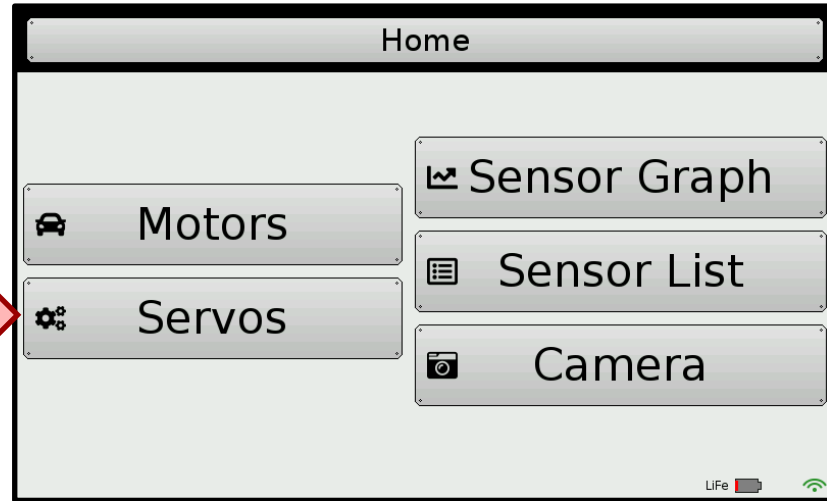 Home
Motors
Servos
Sensor Graph
Sensor List
Camera
LiFe